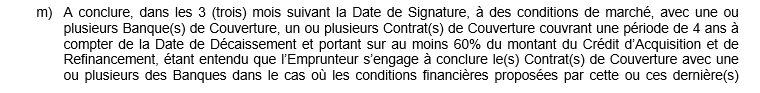 m) A conclure, dans les 3 (trois) mois suivant la Date de Signature, à des conditions de marché, avec une ou
plusieurs Banque(s) de Couverture, un ou plusieurs Contrat(s) de Couverture couvrant une période de 4 ans à
compter de la Date de Décaissement et portant sur au moins 60% du montant du Crédit d'Acquisition et de
Refinancement, étant entendu que l'Emprunteur s'engage à conclure le(s) Contrat(s) de Couverture avec une
ou plusieurs des Banques dans le cas où les conditions financières proposées par cette ou ces dernière(s)